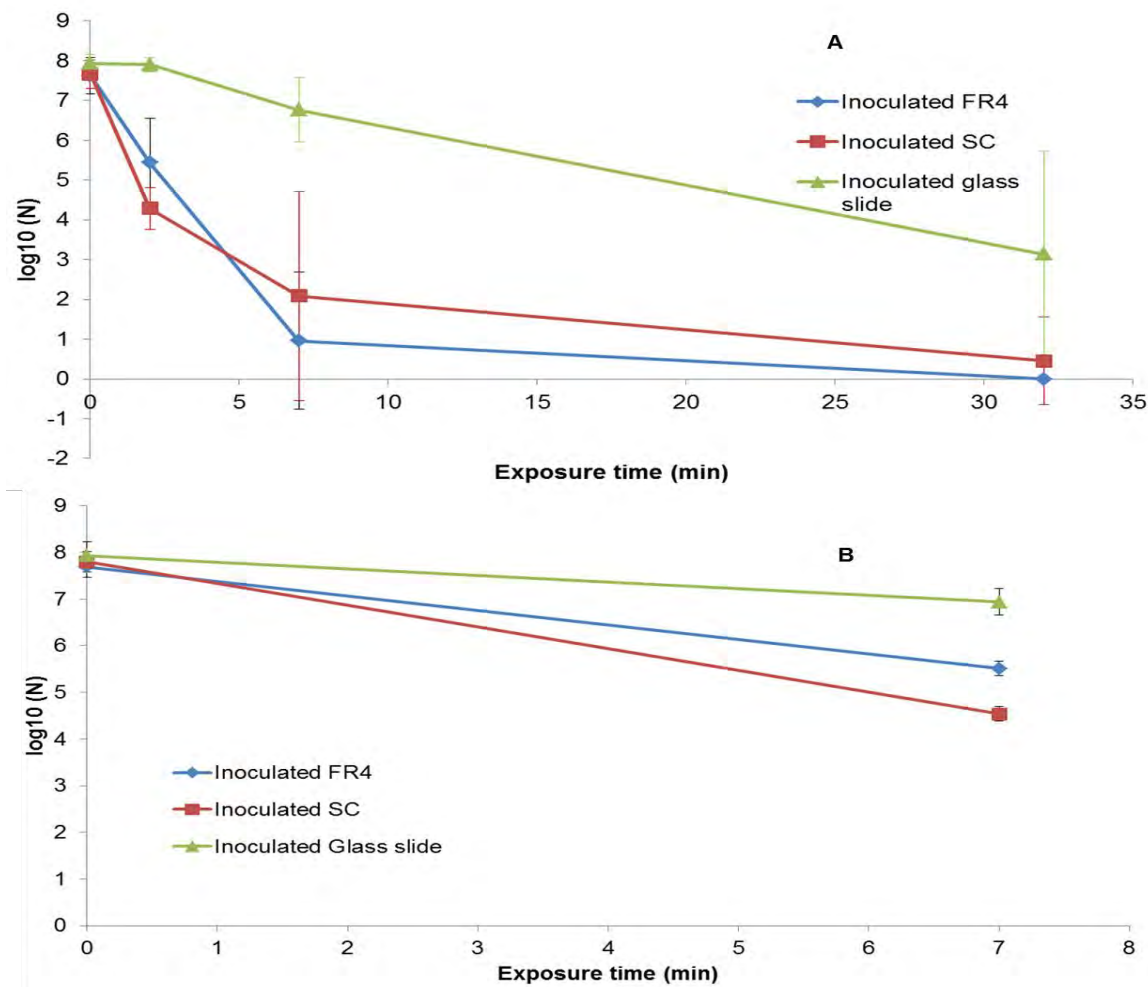 9
8
7
6
5
4
3
2
1
0
-1
-2
log10 (N)
A
Inoculated FR4
Inoculated SC
Inoculated glass
slide
0 5 10 15 20 25 30 35
Exposure time (min)
9
8
7
6
5
4
3
2
1
0
log10 (N)
B
Inoculated FR4
Inoculated SC
Inoculated Glass slide
0 1 2 3 4 5 6 7 8
Exposure time (min)